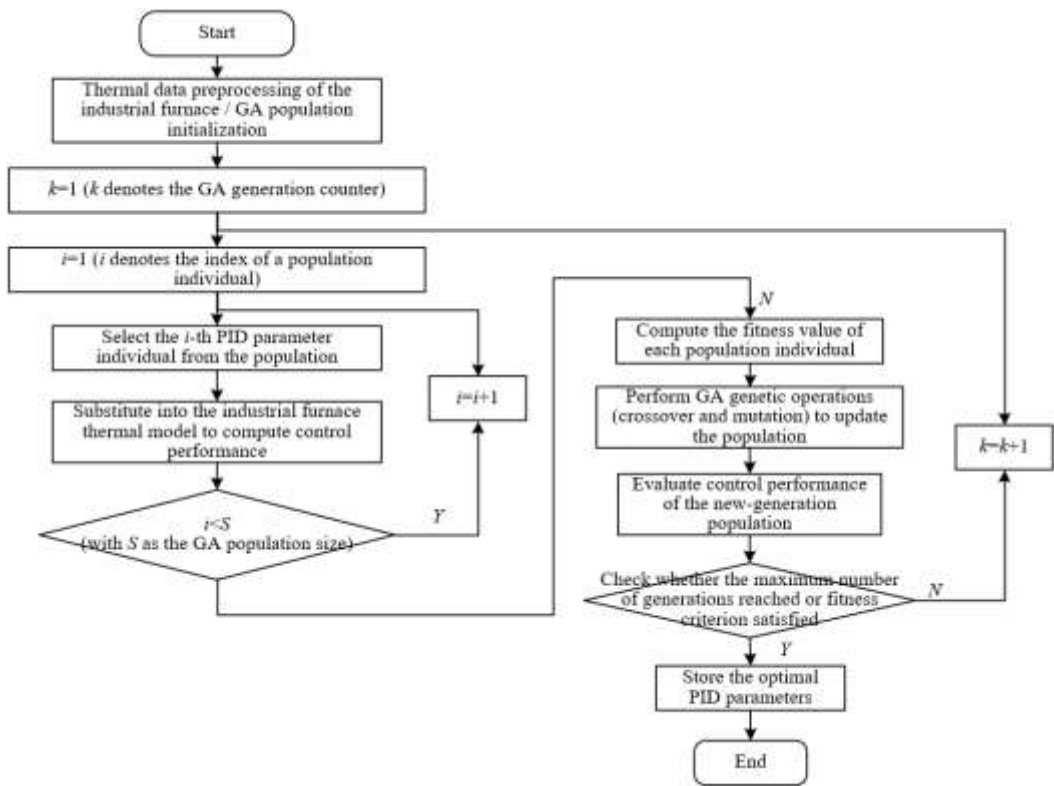 Start
Thermal data preprocessing of the
industrial furnace / GA population
initialization
k=1 (k denotes the GA generation counter)
i=1 (i denotes the index of a population
individual)
Select the i-th PID parameter
individual from the population
Substitute into the industrial furnace
thermal model to compute control
performance
i=i+1
i<S
(with S as the GA population size)
Y
N
Compute the fitness value of
each population individual
Perform GA genetic operations
(crossover and mutation) to update
the population
Evaluate control performance
of the new-generation
population
k=k+1
Check whether the maximum number
of generations reached or fitness
criterion satisfied
N
Y
Store the optimal
PID parameters
End